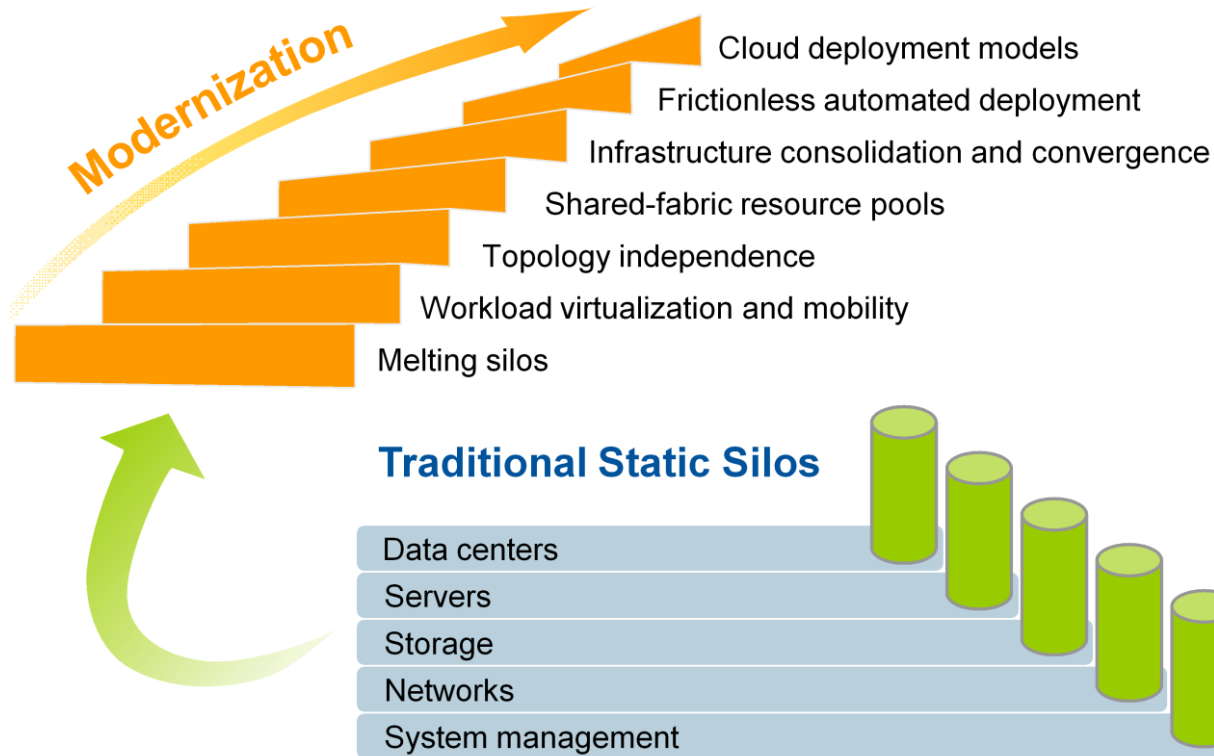 Modernization
Cloud deployment models
Frictionless automated deployment
Infrastructure consolidation and convergence
Shared-fabric resource pools
Topology independence
Workload virtualization and mobility
Melting silos
Traditional Static Silos
Data centers
Servers
Storage
Networks
System management